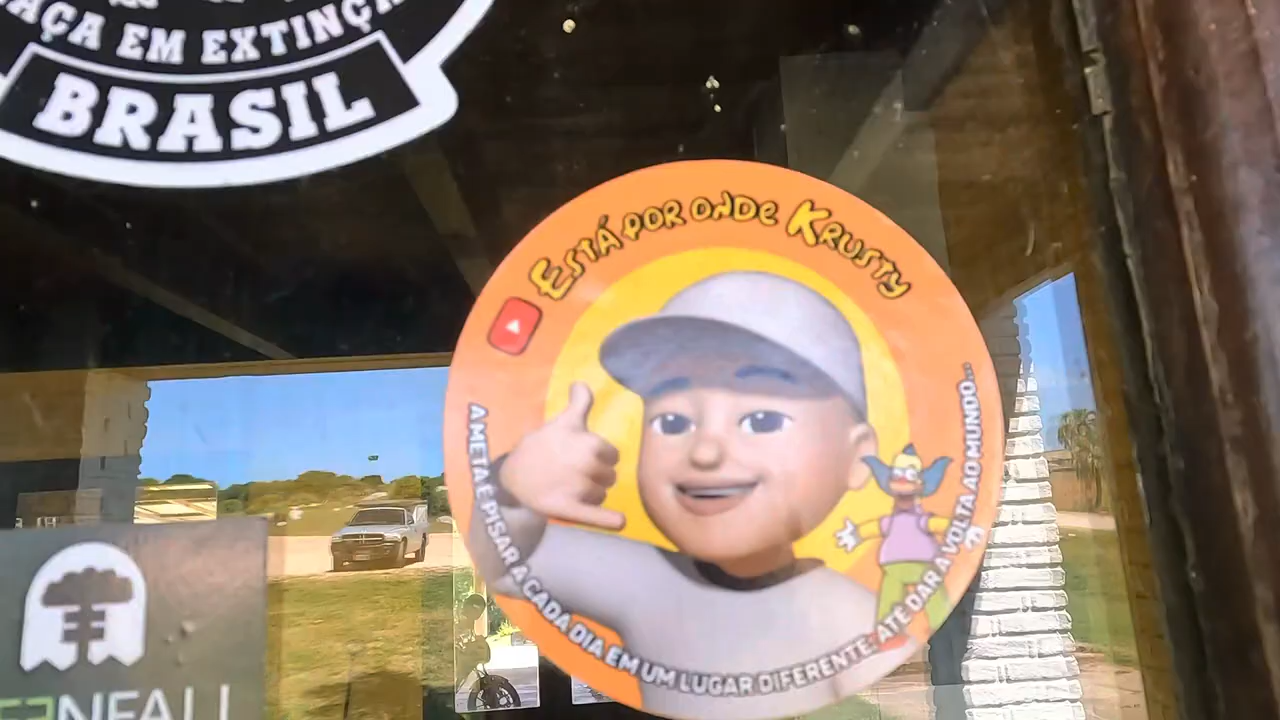 EM EXTINÇ
BRASIL
ESTÁ POR ONDE KRUSTY
A META É PISAR A CADA DIA EM UM LUGAR DIFERENTE: ATÉ DAR A VOLTA AO MUNDO...